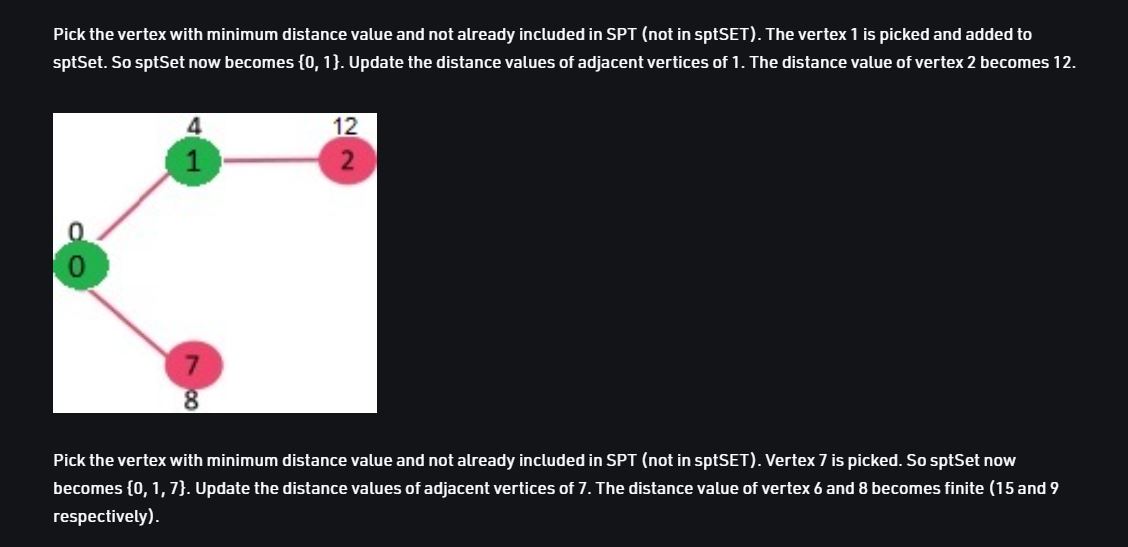 Pick the vertex with minimum distance value and not already included in SPT (not in sptSET). The vertex 1 is picked and added to
sptSet. So sptSet now becomes {0, 1}. Update the distance values of adjacent vertices of 1. The distance value of vertex 2 becomes 12.
4 12
1 2
0
0
7
8
Pick the vertex with minimum distance value and not already included in SPT (not in sptSET). Vertex 7 is picked. So sptSet now
becomes {0, 1, 7}. Update the distance values of adjacent vertices of 7. The distance value of vertex 6 and 8 becomes finite (15 and 9
respectively).